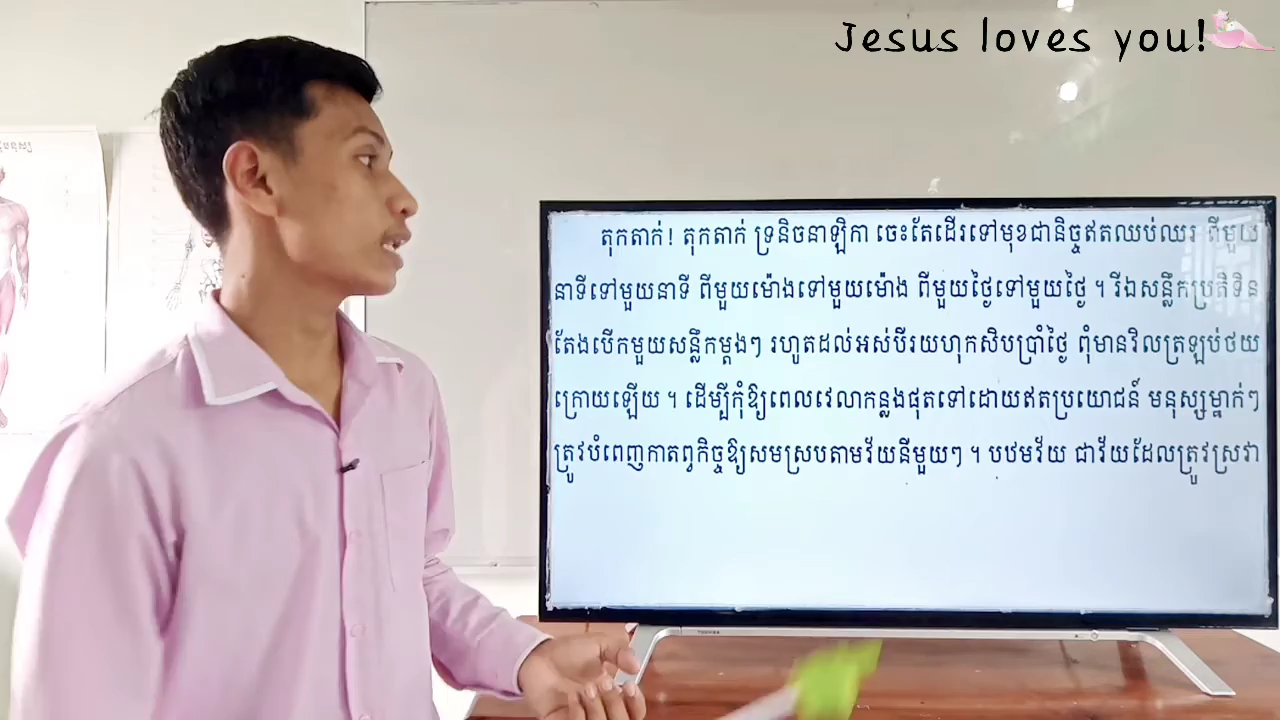 Jesus loves you!
តុកតាក់! តុកតាក់ ទ្រនិចនាឡិកា ចេះតែដើរទៅមុខជានិច្ចឥតឈប់ឈរ ពីមួយ
នាទីទៅមួយនាទី ពីមួយម៉ោងទៅមួយម៉ោង ពីមួយថ្ងៃទៅមួយថ្ងៃ ។ រីឯសន្លឹកប្រតិទិន
តែងបើកមួយសន្លឹកម្ដងៗ រហូតដល់អស់បីរយហុកសិបប្រាំថ្ងៃ ពុំមានវិលត្រឡប់ថយ
ក្រោយឡើយ ។ ដើម្បីកុំឱ្យពេលវេលាកន្លងផុតទៅដោយឥតប្រយោជន៍ មនុស្សម្នាក់ៗ
ត្រូវបំពេញកាតព្វកិច្ចឱ្យសមស្របតាមវ័យនីមួយៗ ។ បឋមវ័យ ជាវ័យដែលត្រូវស្រវា
TOSHIBA